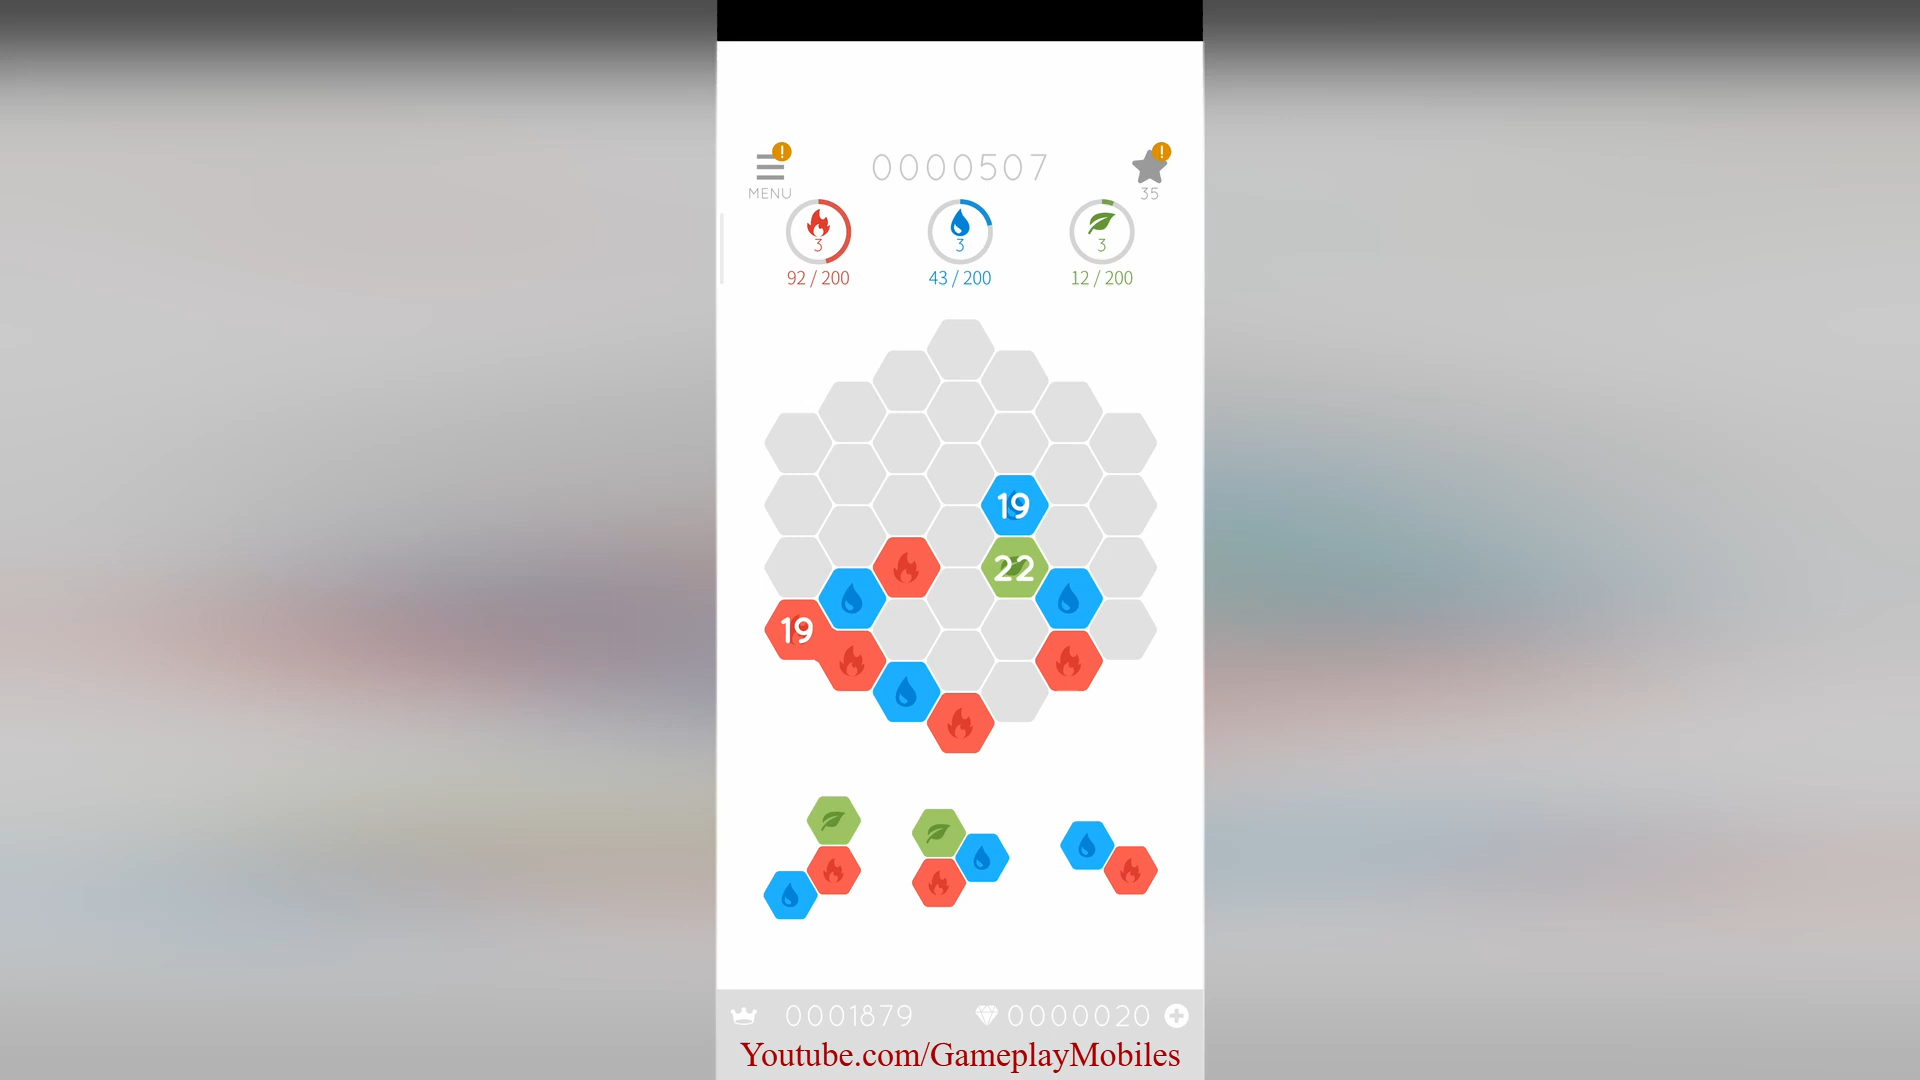 ! 0000507 !
MENU 35
3 3 3
92 / 200 43 / 200 12 / 200
19
22
19
0001879 0000020
Youtube.com/GameplayMobiles